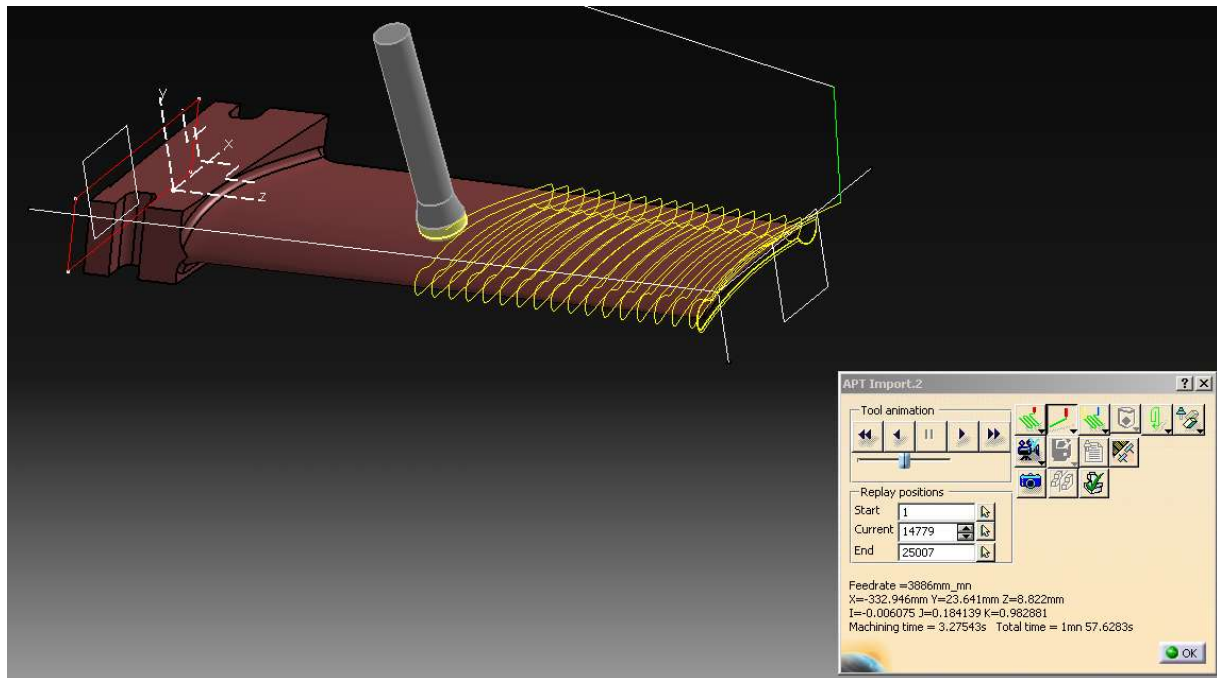 Y
X
Z
APT Import.2
Tool animation
Replay positions
Start 1
Current 14779
End 25007
Feedrate =3886mm_mn
X=-332.946mm Y=23.641mm Z=8.822mm
I=-0.006075 J=0.184139 K=0.982881
Machining time = 3.27543s Total time = 1mn 57.6283s
OK